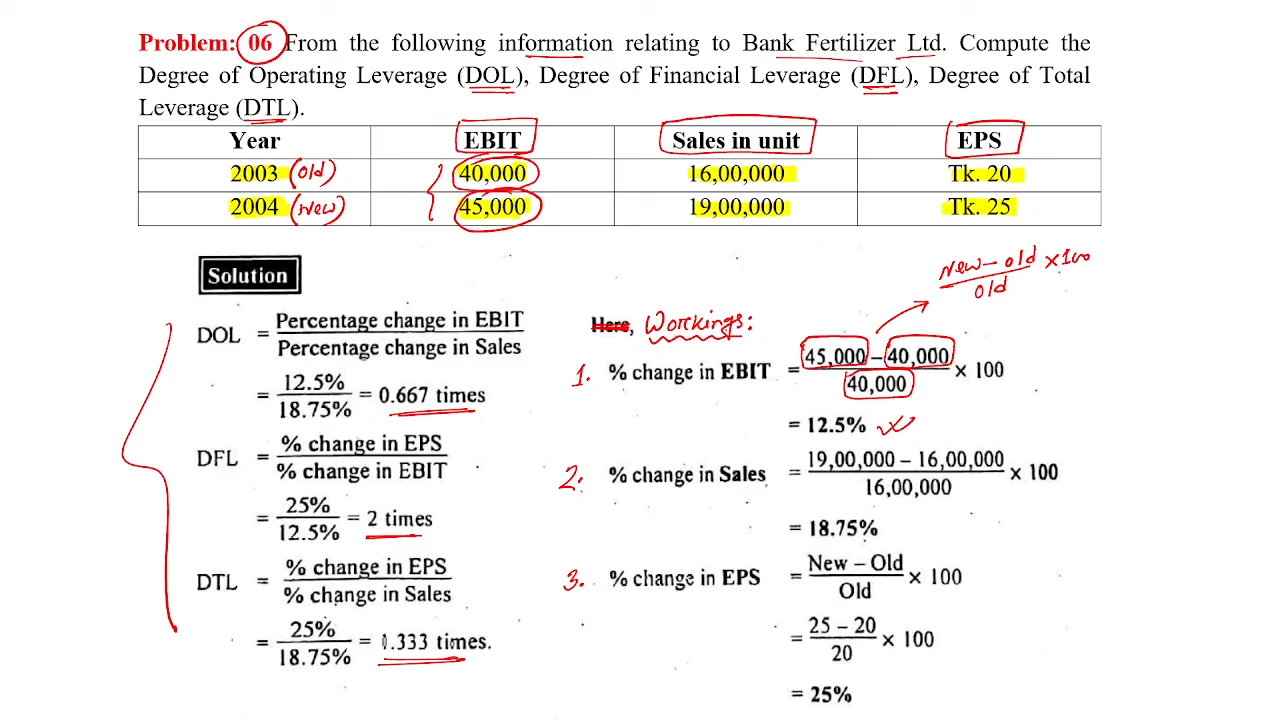 Problem: 06 From the following information relating to Bank Fertilizer Ltd. Compute the
Degree of Operating Leverage (DOL), Degree of Financial Leverage (DFL), Degree of Total
Leverage (DTL).
Year EBIT Sales in unit EPS
2003 (old) 40,000 16,00,000 Tk. 20
2004 (New) 45,000 19,00,000 Tk. 25
Solution
DOL = Percentage change in EBIT / Percentage change in Sales
= 12.5% / 18.75% = 0.667 times
DFL = % change in EPS / % change in EBIT
= 25% / 12.5% = 2 times
DTL = % change in EPS / % change in Sales
= 25% / 18.75% = 1.333 times.
New - old / old × 100
Here, Workings:
1. % change in EBIT = 45,000 – 40,000 / 40,000 × 100
= 12.5%
2. % change in Sales = 19,00,000 – 16,00,000 / 16,00,000 × 100
= 18.75%
3. % change in EPS = New – Old / Old × 100
= 25 – 20 / 20 × 100
= 25%